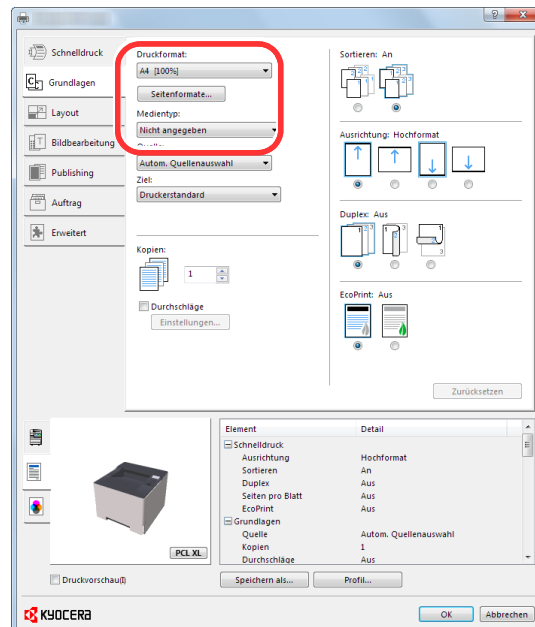 Schnelldruck
Grundlagen
Layout
Bildbearbeitung
Publishing
Auftrag
Erweitert
Druckformat:
A4 [100%]
Seitenformate...
Medientyp:
Nicht angegeben
Autom. Quellenauswahl
Ziel:
Druckerstandard
Kopien:
1
Durchschläge
Einstellungen...
Sortieren: An
Ausrichtung: Hochformat
Duplex: Aus
EcoPrint: Aus
Zurücksetzen
PCL XL
Druckvorschau(I)
Element Detail
Schnelldruck
Ausrichtung Hochformat
Sortieren An
Duplex Aus
Seiten pro Blatt Aus
EcoPrint Aus
Grundlagen
Quelle Autom. Quellenauswahl
Kopien 1
Durchschläge Aus
Speichern als... Profil...
KYOCERA
OK Abbrechen